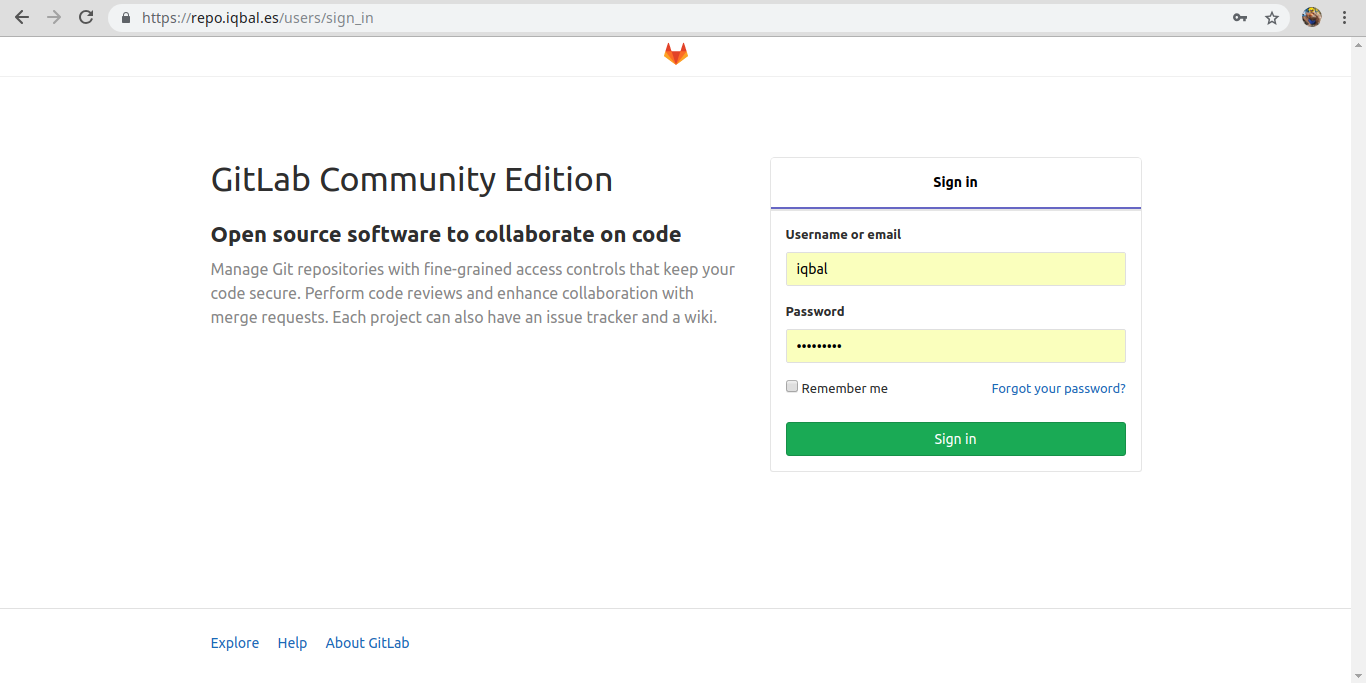 https://repo.iqbal.es/users/sign_in
GitLab Community Edition
Open source software to collaborate on code
Manage Git repositories with fine-grained access controls that keep your
code secure. Perform code reviews and enhance collaboration with
merge requests. Each project can also have an issue tracker and a wiki.
Sign in
Username or email
iqbal
Password
•••••••••
Remember me Forgot your password?
Sign in
Explore Help About GitLab